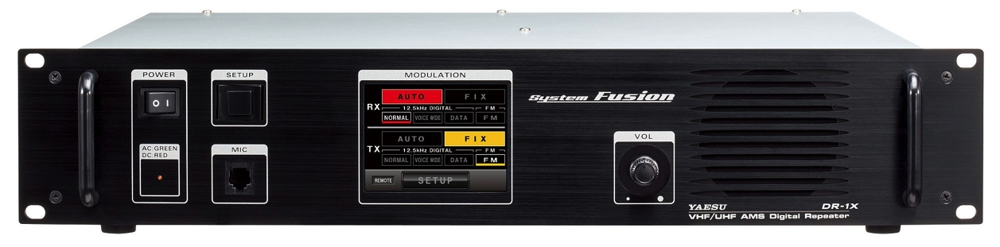 POWER
O I
AC:GREEN
DC:RED
SETUP
MIC
MODULATION
RX
AUTO FIX
12.5kHz DIGITAL FM
NORMAL VOICE WIDE DATA FM
TX
AUTO FIX
12.5kHz DIGITAL FM
NORMAL VOICE WIDE DATA FM
REMOTE SETUP
System Fusion
VOL
YAESU DR-1X
VHF/UHF AMS Digital Repeater